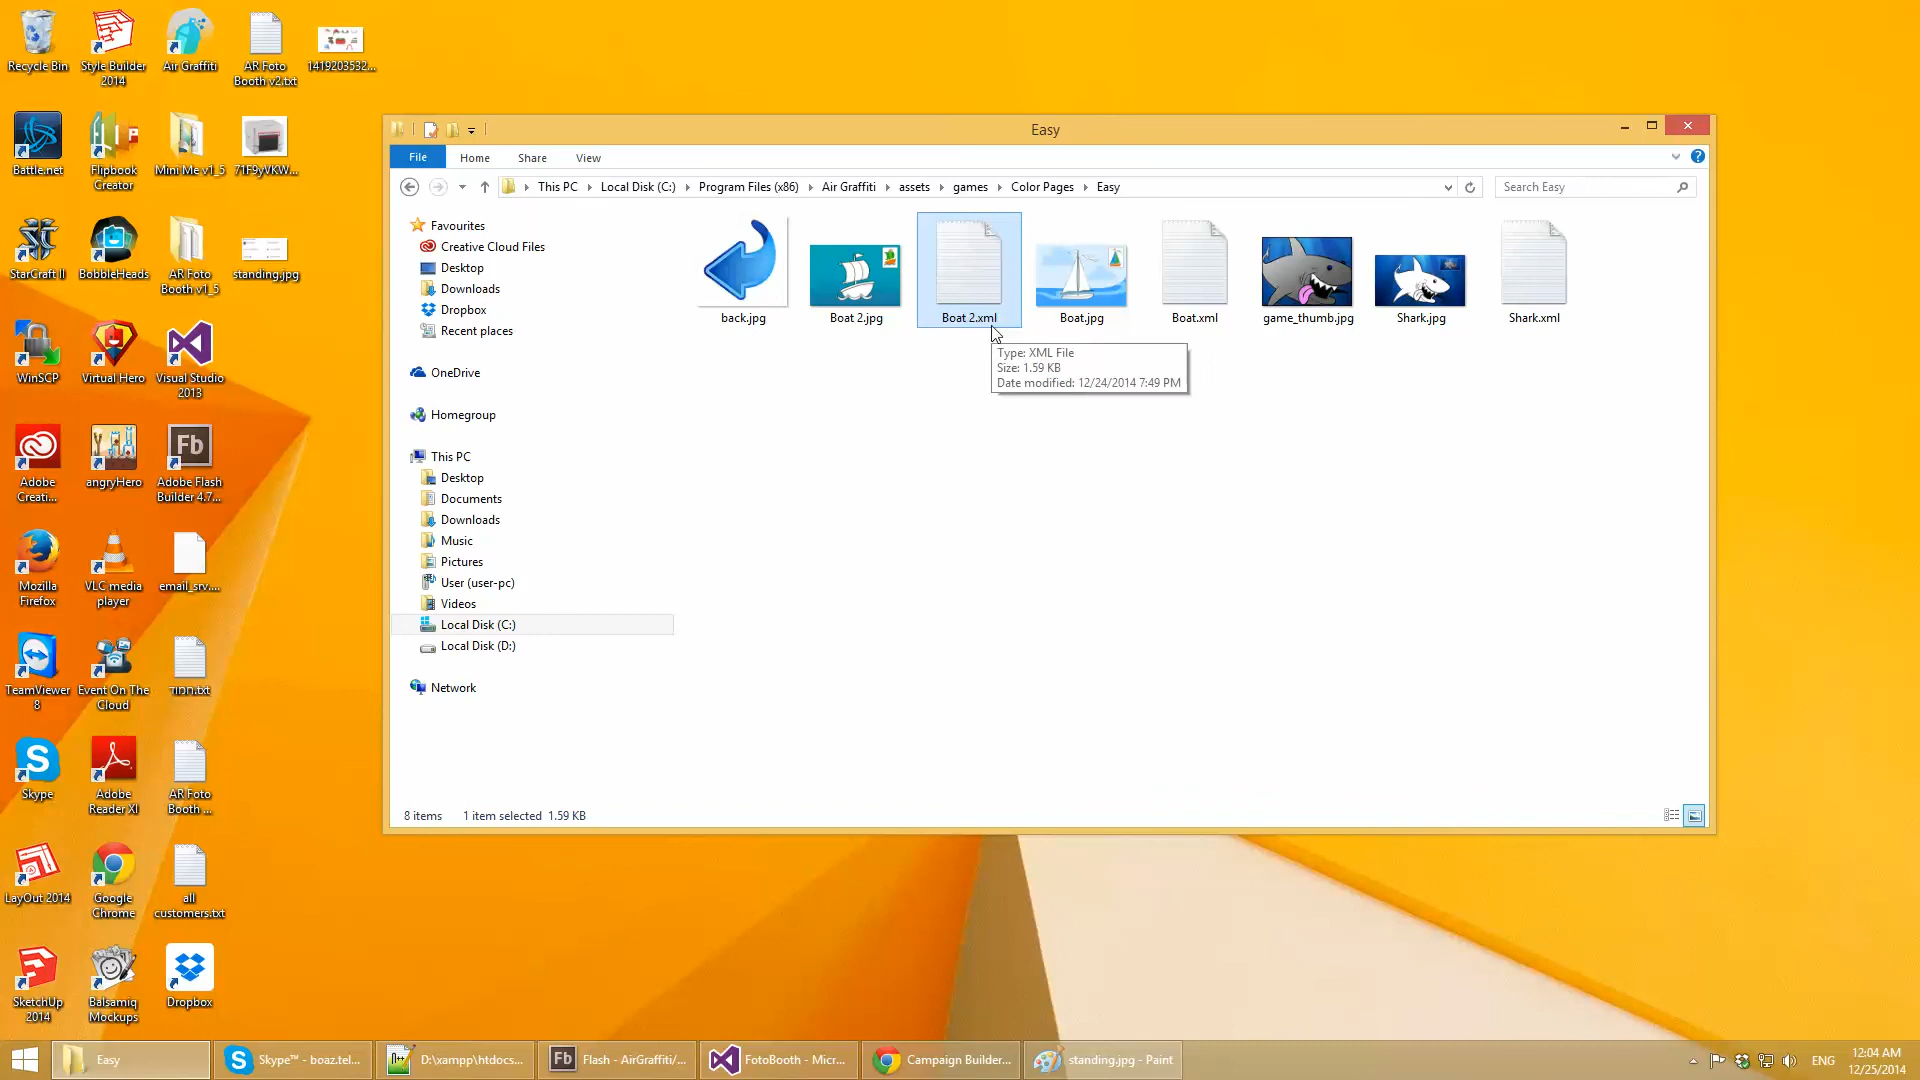 Recycle Bin
Style Builder
2014
Air Graffiti
AR Foto
Booth v2.txt
1419203532...
Battle.net
Flipbook
Creator
Mini Me v1_5
71F9yVKW...
StarCraft II
BobbleHeads
AR Foto
Booth v1_5
standing.jpg
WinSCP
Virtual Hero
Visual Studio
2013
Adobe
Creati...
angryHero
Fb
Adobe Flash
Builder 4.7...
Mozilla
Firefox
VLC media
player
email_srv....
TeamViewer
8
Event On The
Cloud
חמוד.txt
Skype
Adobe
Reader XI
AR Foto
Booth ...
LayOut 2014
Google
Chrome
all
customers.txt
SketchUp
2014
Balsamiq
Mockups
Dropbox
Easy
File
Home
Share
View
This PC
Local Disk (C:)
Program Files (x86)
Air Graffiti
assets
games
Color Pages
Easy
Search Easy
Favourites
Creative Cloud Files
Desktop
Downloads
Dropbox
Recent places
OneDrive
Homegroup
This PC
Desktop
Documents
Downloads
Music
Pictures
User (user-pc)
Videos
Local Disk (C:)
Local Disk (D:)
Network
back.jpg
Boat 2.jpg
Boat 2.xml
Boat.jpg
Boat.xml
game_thumb.jpg
Shark.jpg
Shark.xml
Type: XML File
Size: 1.59 KB
Date modified: 12/24/2014 7:49 PM
8 items
1 item selected 1.59 KB
Easy
Skype™ - boaz.tel...
D:\xampp\htdocs...
Fb
Flash - AirGraffiti/...
FotoBooth - Micr...
Campaign Builder...
standing.jpg - Paint
ENG
12:04 AM
12/25/2014